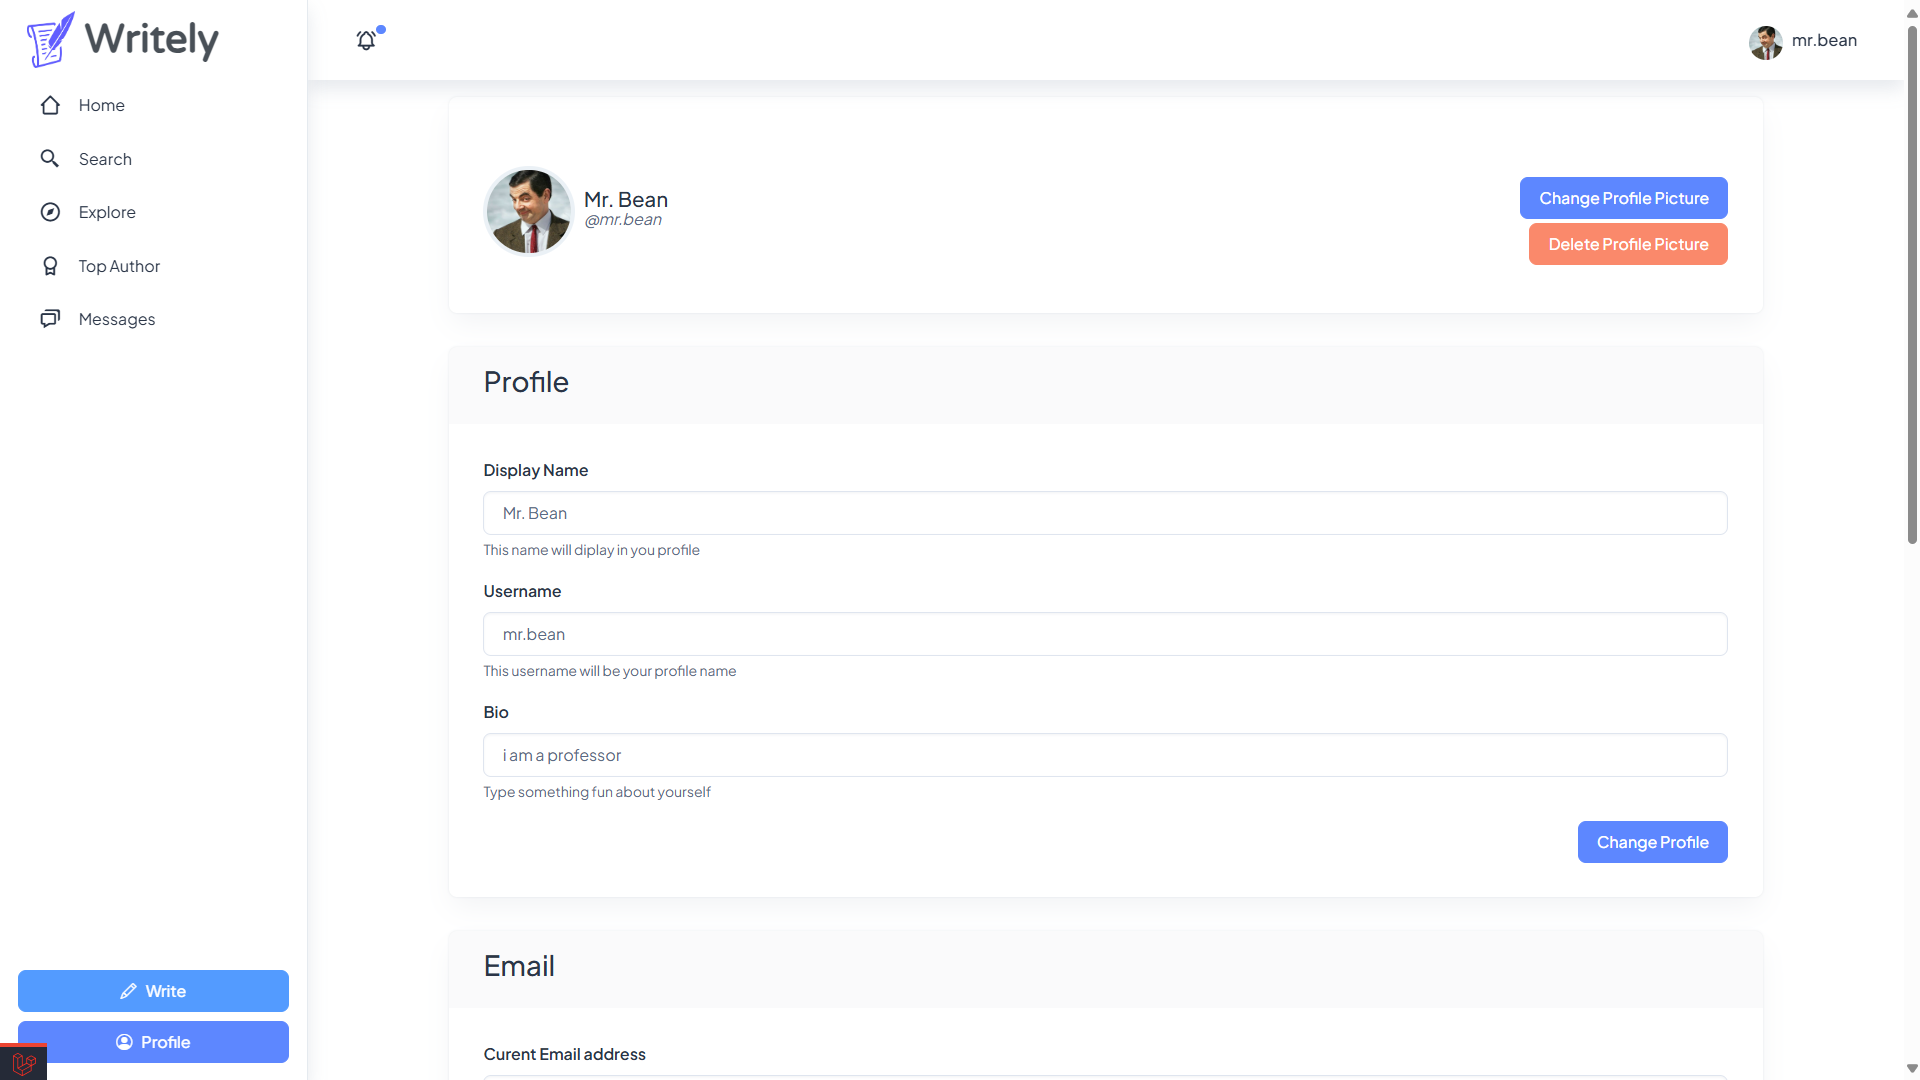 Writely
Home
Search
Explore
Top Author
Messages
Write
Profile
mr.bean
Mr. Bean
@mr.bean
Change Profile Picture
Delete Profile Picture
Profile
Display Name
Mr. Bean
This name will diplay in you profile
Username
mr.bean
This username will be your profile name
Bio
i am a professor
Type something fun about yourself
Change Profile
Email
Curent Email address